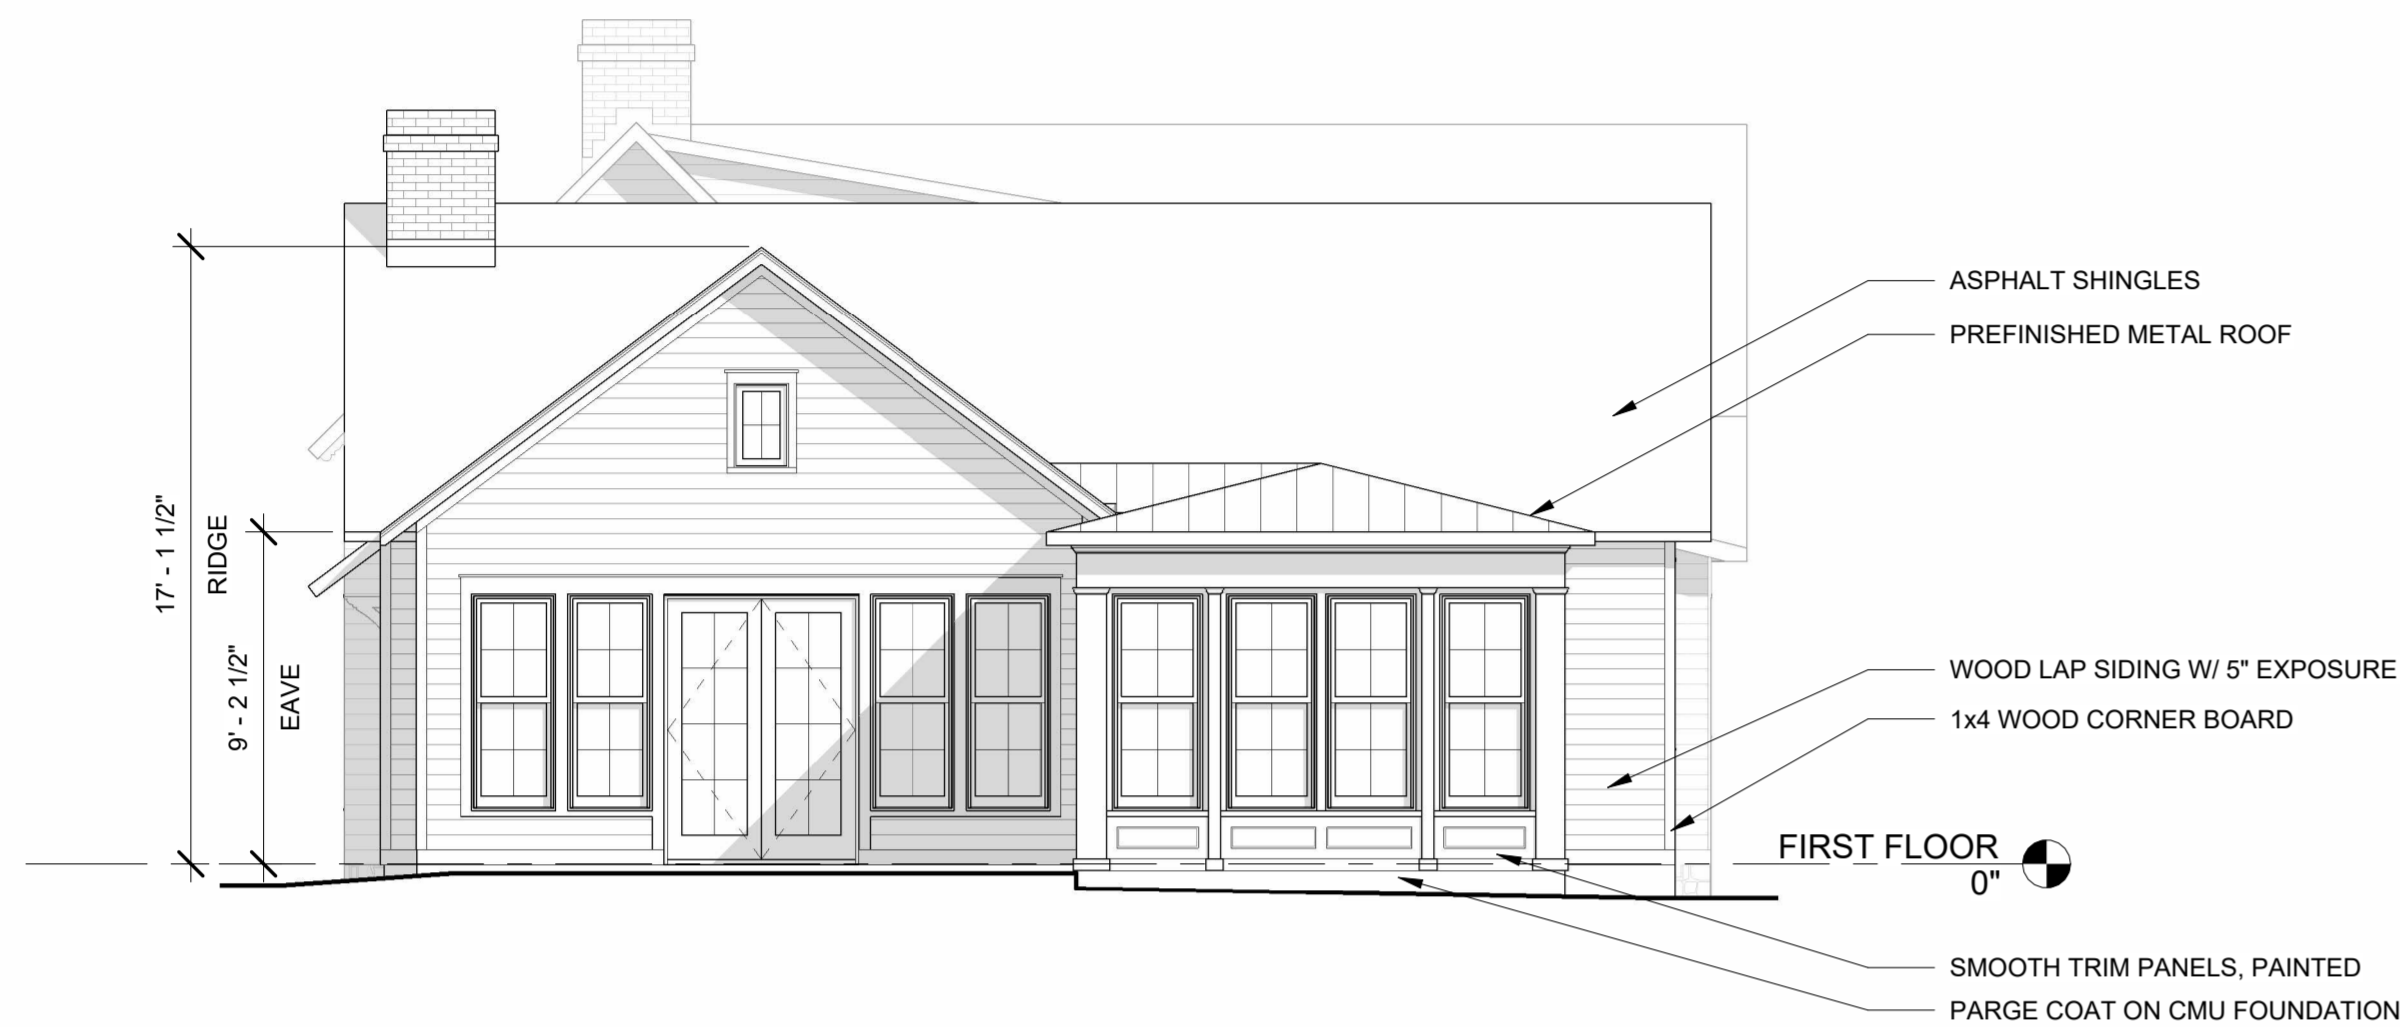 ASPHALT SHINGLES
PREFINISHED METAL ROOF
17' - 1 1/2"
RIDGE
9' - 2 1/2"
EAVE
WOOD LAP SIDING W/ 5" EXPOSURE
1x4 WOOD CORNER BOARD
FIRST FLOOR
0"
SMOOTH TRIM PANELS, PAINTED
PARGE COAT ON CMU FOUNDATION